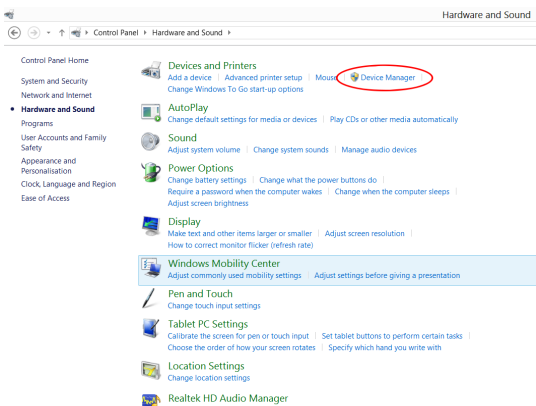 Hardware and Sound
Control Panel Hardware and Sound
Control Panel Home
System and Security
Network and Internet
Hardware and Sound
Programs
User Accounts and Family
Safety
Appearance and
Personalisation
Clock, Language and Region
Ease of Access
Devices and Printers
Add a device Advanced printer setup Mouse Device Manager
Change Windows To Go start-up options
AutoPlay
Change default settings for media or devices Play CDs or other media automatically
Sound
Adjust system volume Change system sounds Manage audio devices
Power Options
Change battery settings Change what the power buttons do
Require a password when the computer wakes Change when the computer sleeps
Adjust screen brightness
Display
Make text and other items larger or smaller Adjust screen resolution
How to correct monitor flicker (refresh rate)
Windows Mobility Center
Adjust commonly used mobility settings Adjust settings before giving a presentation
Pen and Touch
Change touch input settings
Tablet PC Settings
Calibrate the screen for pen or touch input Set tablet buttons to perform certain tasks
Choose the order of how your screen rotates Specify which hand you write with
Location Settings
Change location settings
Realtek HD Audio Manager